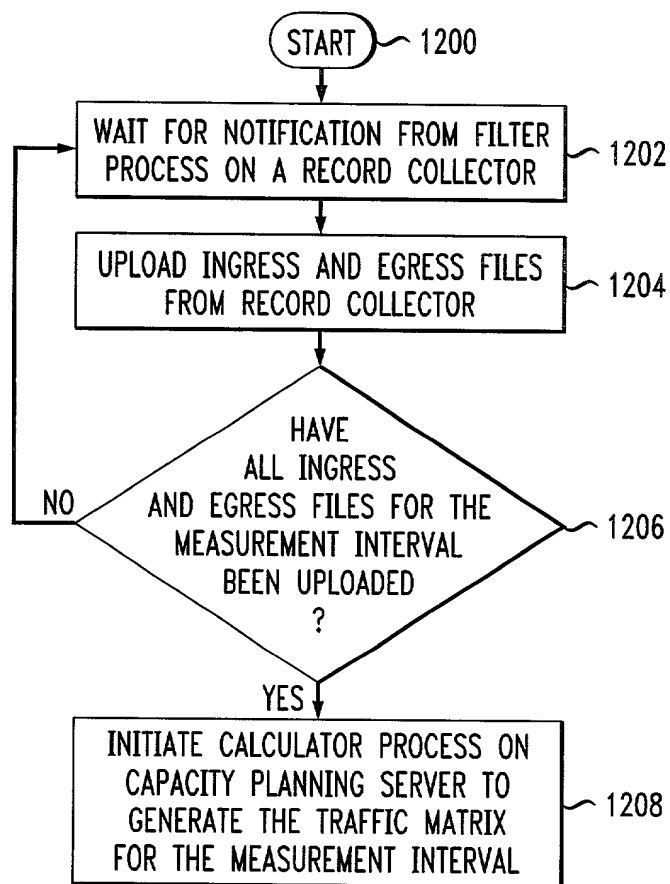 START
1200
WAIT FOR NOTIFICATION FROM FILTER
PROCESS ON A RECORD COLLECTOR
1202
UPLOAD INGRESS AND EGRESS FILES
FROM RECORD COLLECTOR
1204
HAVE
ALL INGRESS
AND EGRESS FILES FOR THE
MEASUREMENT INTERVAL
BEEN UPLOADED
?
1206
NO
YES
INITIATE CALCULATOR PROCESS ON
CAPACITY PLANNING SERVER TO
GENERATE THE TRAFFIC MATRIX
FOR THE MEASUREMENT INTERVAL
1208